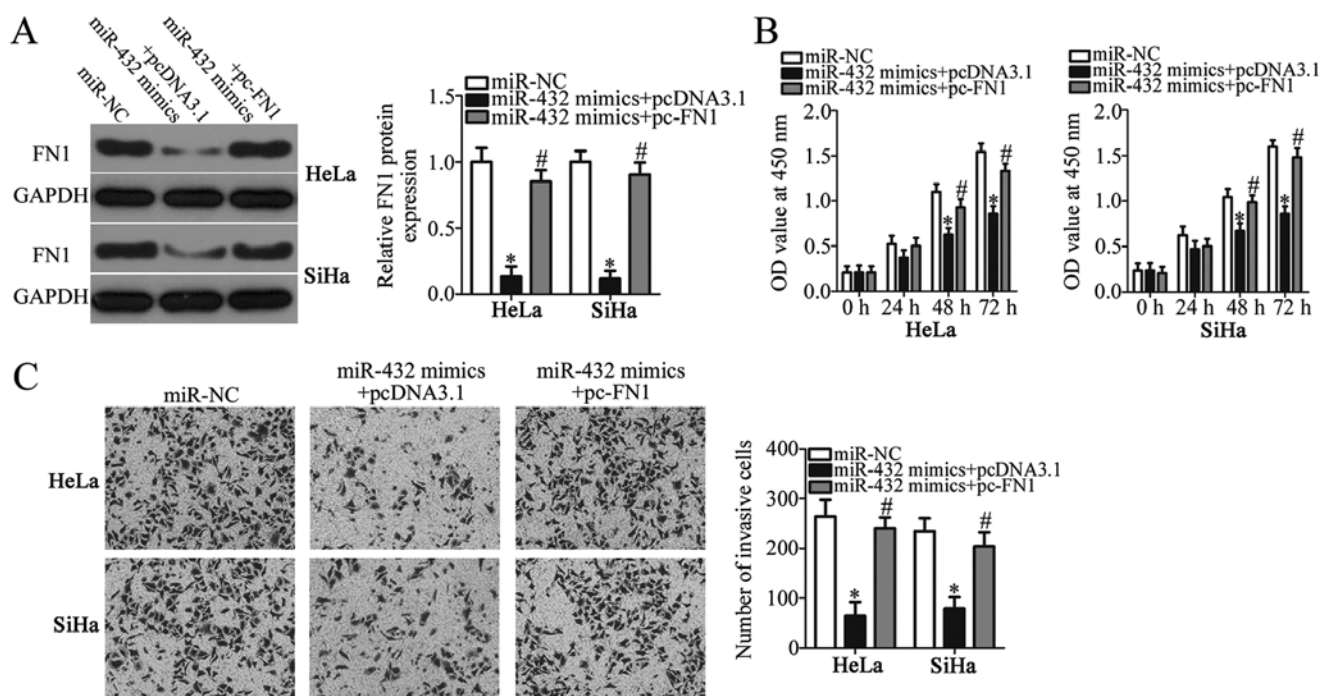 A
miR-NC
miR-432 mimics
+pcDNA3.1
miR-432 mimics
+pc-FN1
FN1
GAPDH
HeLa
FN1
GAPDH
SiHa
miR-NC
miR-432 mimics+pcDNA3.1
miR-432 mimics+pc-FN1
Relative FN1 protein
expression
1.5
1.0
0.5
0.0
#
#
*
*
HeLa
SiHa
B
miR-NC
miR-432 mimics+pcDNA3.1
miR-432 mimics+pc-FN1
OD value at 450 nm
2.0
1.5
1.0
0.5
0.0
*
#
*
#
0 h
24 h
48 h
72 h
HeLa
miR-NC
miR-432 mimics+pcDNA3.1
miR-432 mimics+pc-FN1
OD value at 450 nm
2.0
1.5
1.0
0.5
0.0
*
#
*
#
0 h
24 h
48 h
72 h
SiHa
C
miR-NC
miR-432 mimics
+pcDNA3.1
miR-432 mimics
+pc-FN1
HeLa
SiHa
miR-NC
miR-432 mimics+pcDNA3.1
miR-432 mimics+pc-FN1
Number of invasive cells
400
300
200
100
0
*
#
*
#
HeLa
SiHa